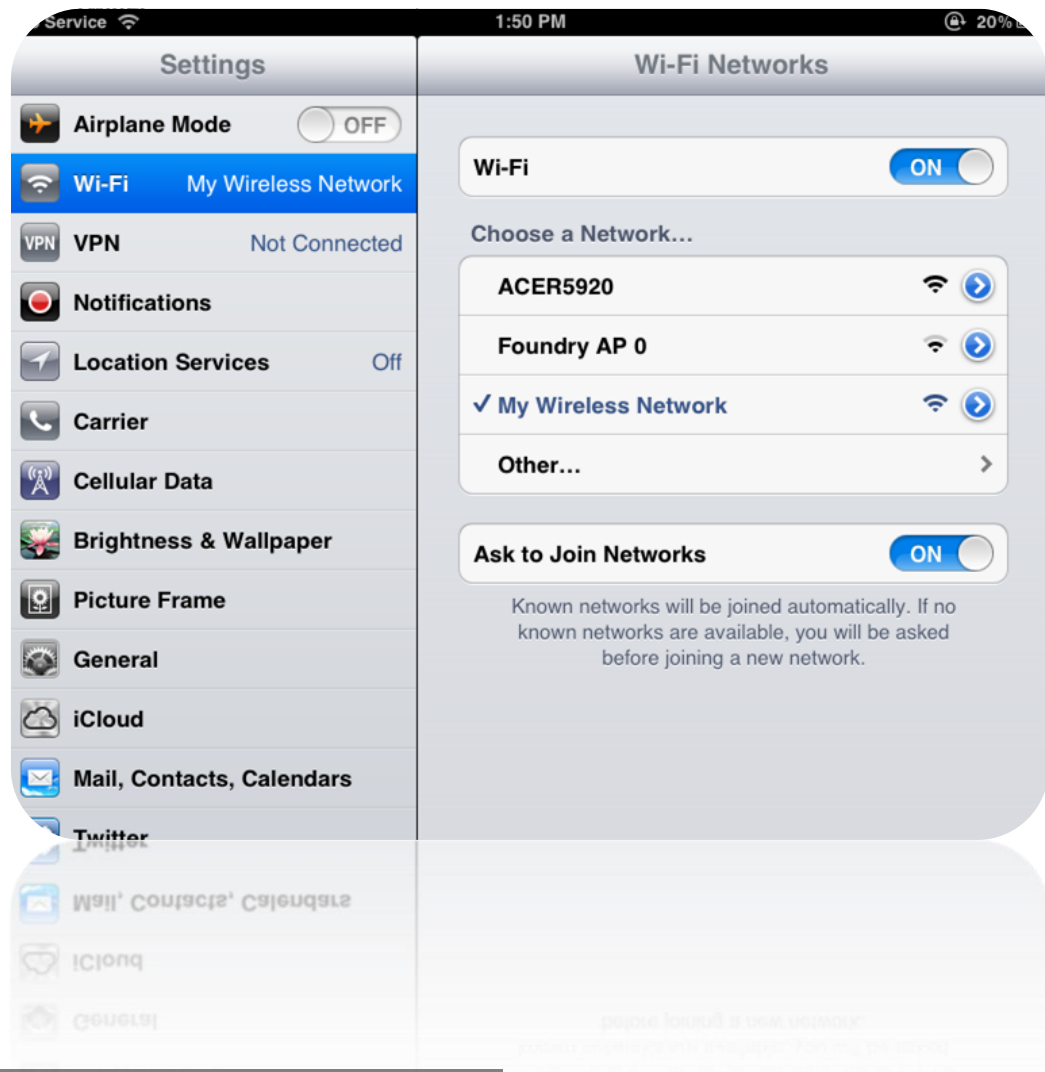 Service 1:50 PM 20%
Settings
Airplane Mode OFF
Wi-Fi My Wireless Network
VPN VPN Not Connected
Notifications
Location Services Off
Carrier
Cellular Data
Brightness & Wallpaper
Picture Frame
General
iCloud
Mail, Contacts, Calendars
Twitter
Wi-Fi Networks
Wi-Fi ON
Choose a Network...
ACER5920
Foundry AP 0
✓ My Wireless Network
Other...
Ask to Join Networks ON
Known networks will be joined automatically. If no
known networks are available, you will be asked
before joining a new network.